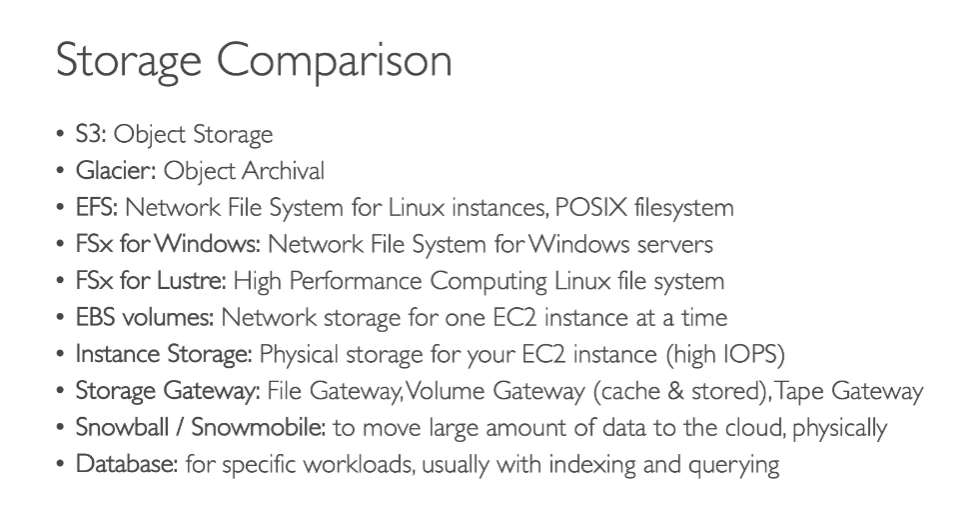 Storage Comparison
• S3: Object Storage
• Glacier: Object Archival
• EFS: Network File System for Linux instances, POSIX filesystem
• FSx for Windows: Network File System for Windows servers
• FSx for Lustre: High Performance Computing Linux file system
• EBS volumes: Network storage for one EC2 instance at a time
• Instance Storage: Physical storage for your EC2 instance (high IOPS)
• Storage Gateway: File Gateway, Volume Gateway (cache & stored), Tape Gateway
• Snowball / Snowmobile: to move large amount of data to the cloud, physically
• Database: for specific workloads, usually with indexing and querying